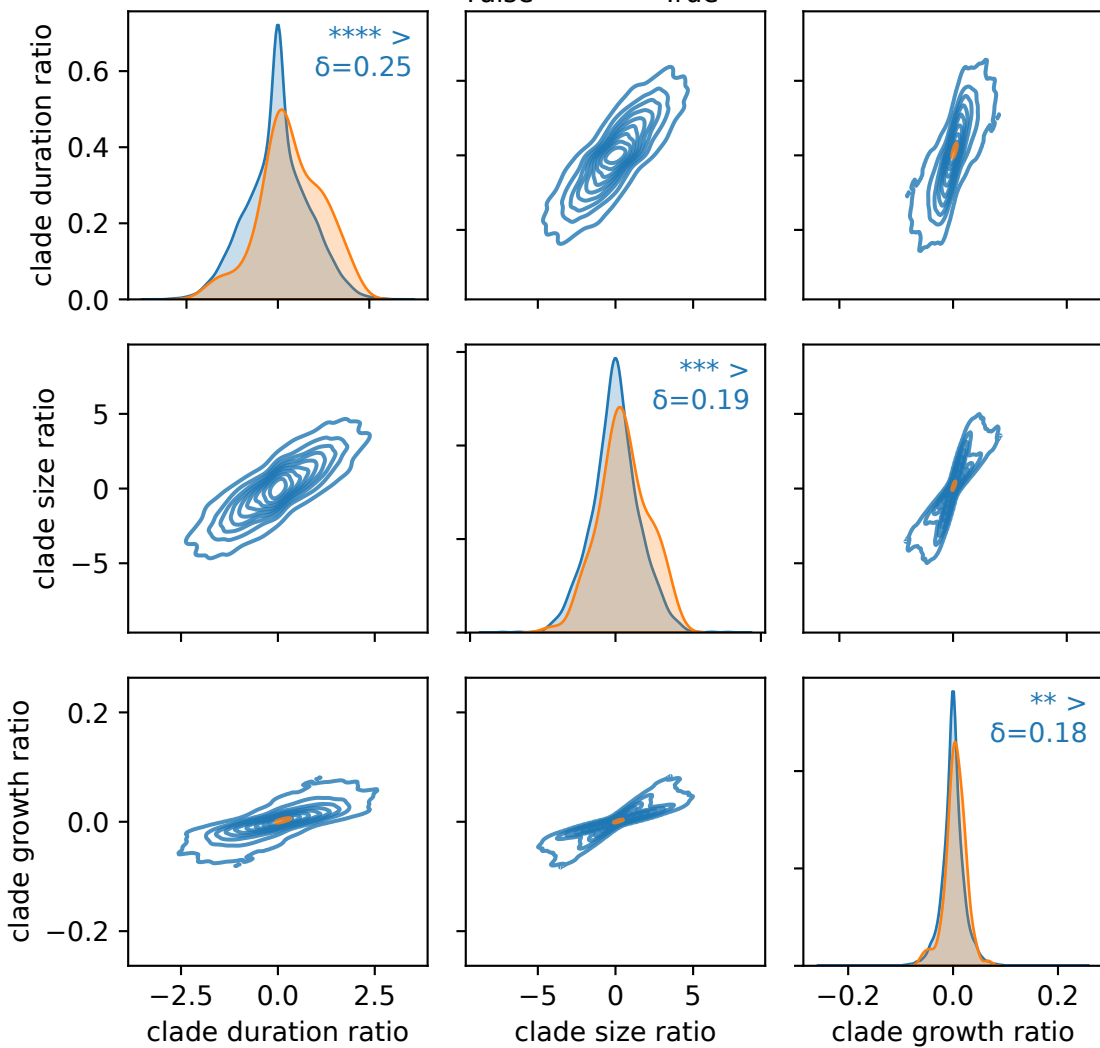 clade duration ratio
0.6
0.4
0.2
0.0
**** >
δ=0.25
clade size ratio
5
0
−5
*** >
δ=0.19
clade growth ratio
0.2
0.0
−0.2
** >
δ=0.18
−2.5 0.0 2.5
−5 0 5
−0.2 0.0 0.2
clade duration ratio
clade size ratio
clade growth ratio